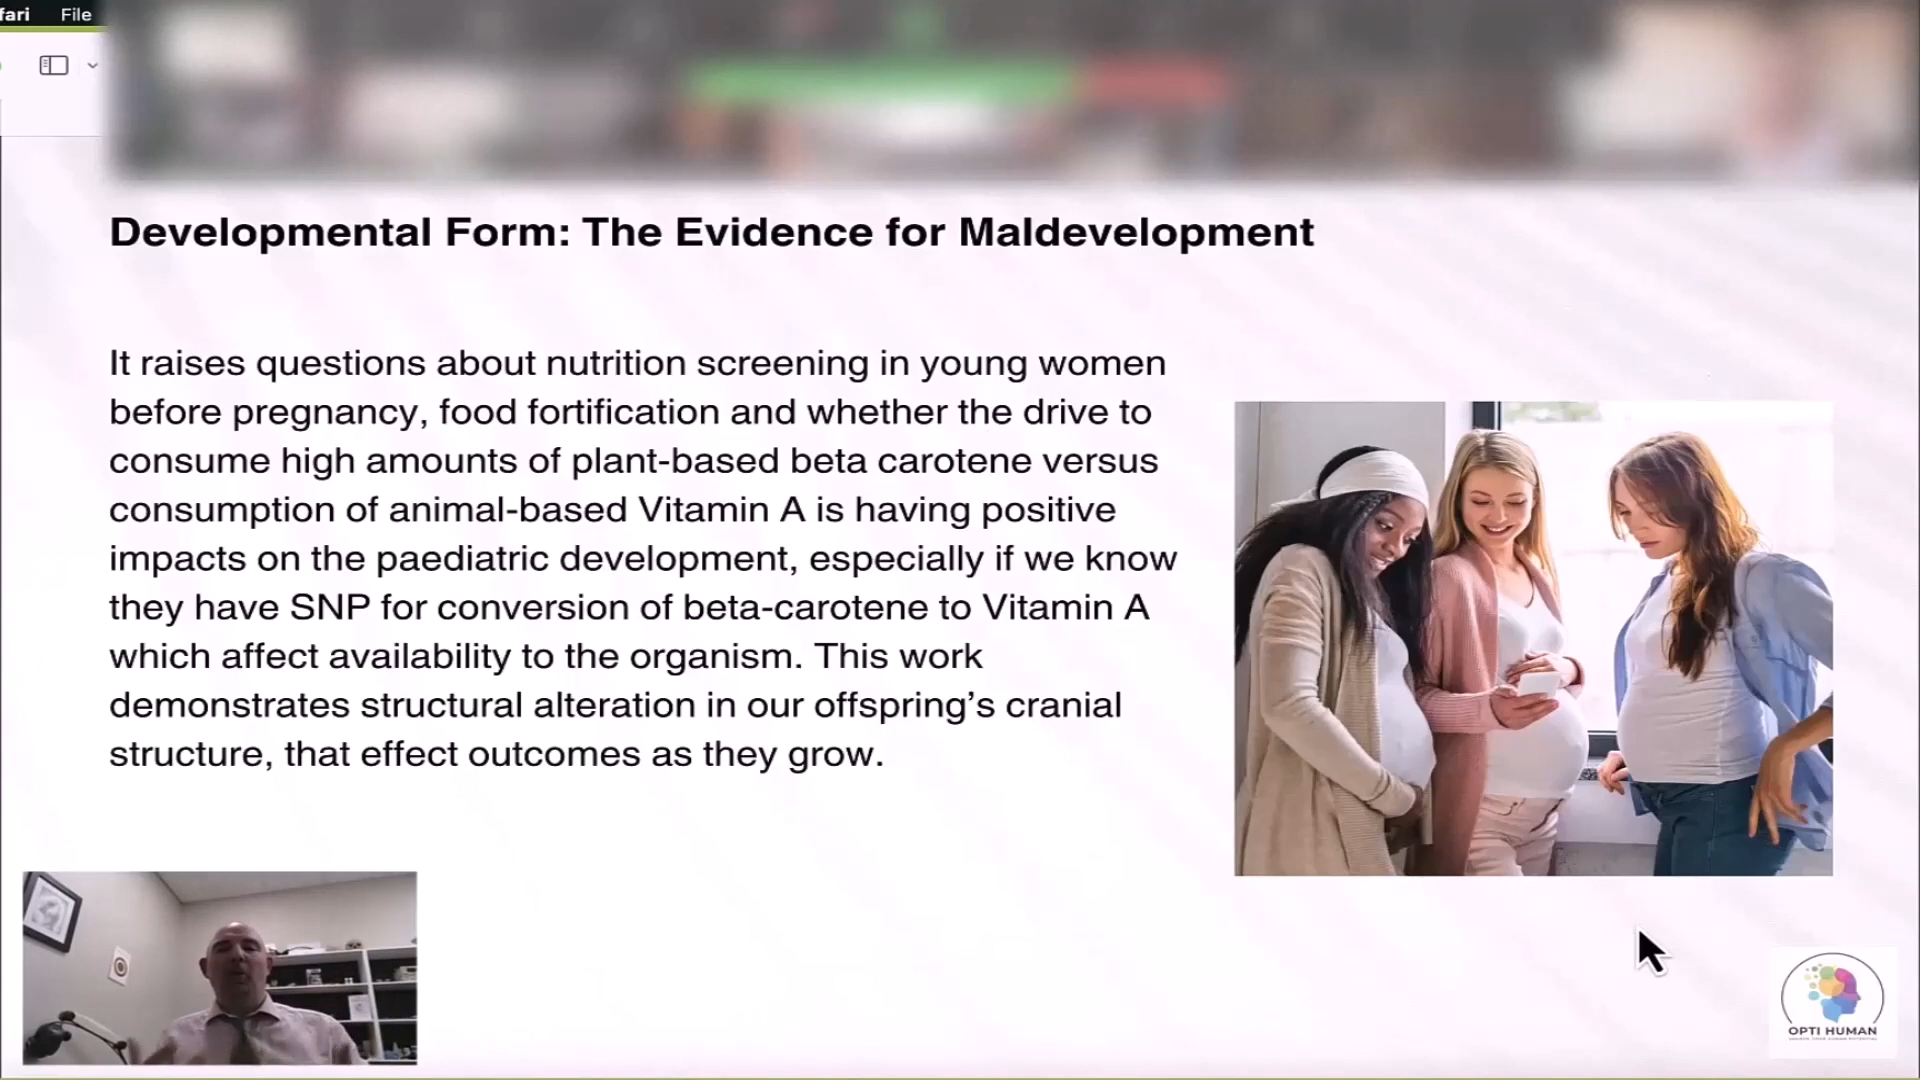 fari File
Developmental Form: The Evidence for Maldevelopment
It raises questions about nutrition screening in young women
before pregnancy, food fortification and whether the drive to
consume high amounts of plant-based beta carotene versus
consumption of animal-based Vitamin A is having positive
impacts on the paediatric development, especially if we know
they have SNP for conversion of beta-carotene to Vitamin A
which affect availability to the organism. This work
demonstrates structural alteration in our offspring’s cranial
structure, that effect outcomes as they grow.
OPTI HUMAN